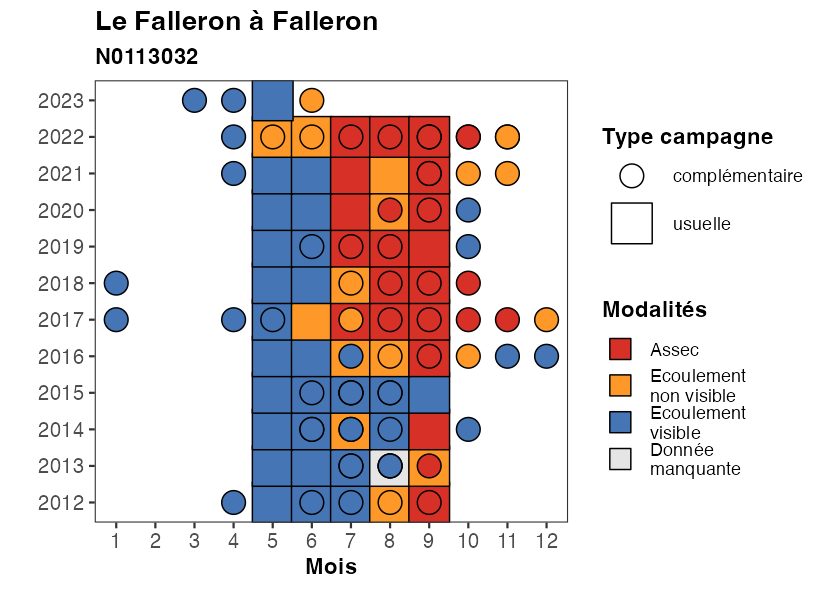 Le Falleron à Falleron
N0113032
2023
2022
2021
2020
2019
2018
2017
2016
2015
2014
2013
2012
1 2 3 4 5 6 7 8 9 10 11 12
Mois
Type campagne
complémentaire
usuelle
Modalités
Assec
Ecoulement
non visible
Ecoulement
visible
Donnée
manquante